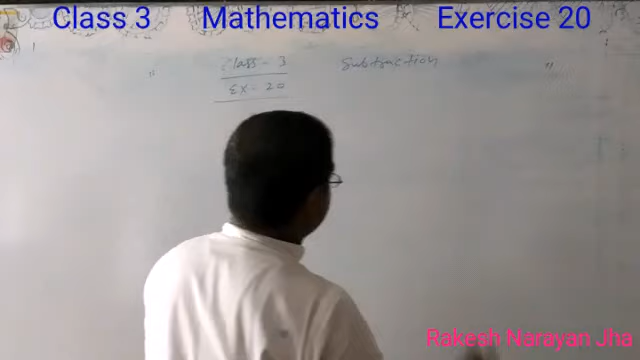 Class 3 Mathematics Exercise 20
Class - 3 Subtraction
Ex - 20
Rakesh Narayan Jha